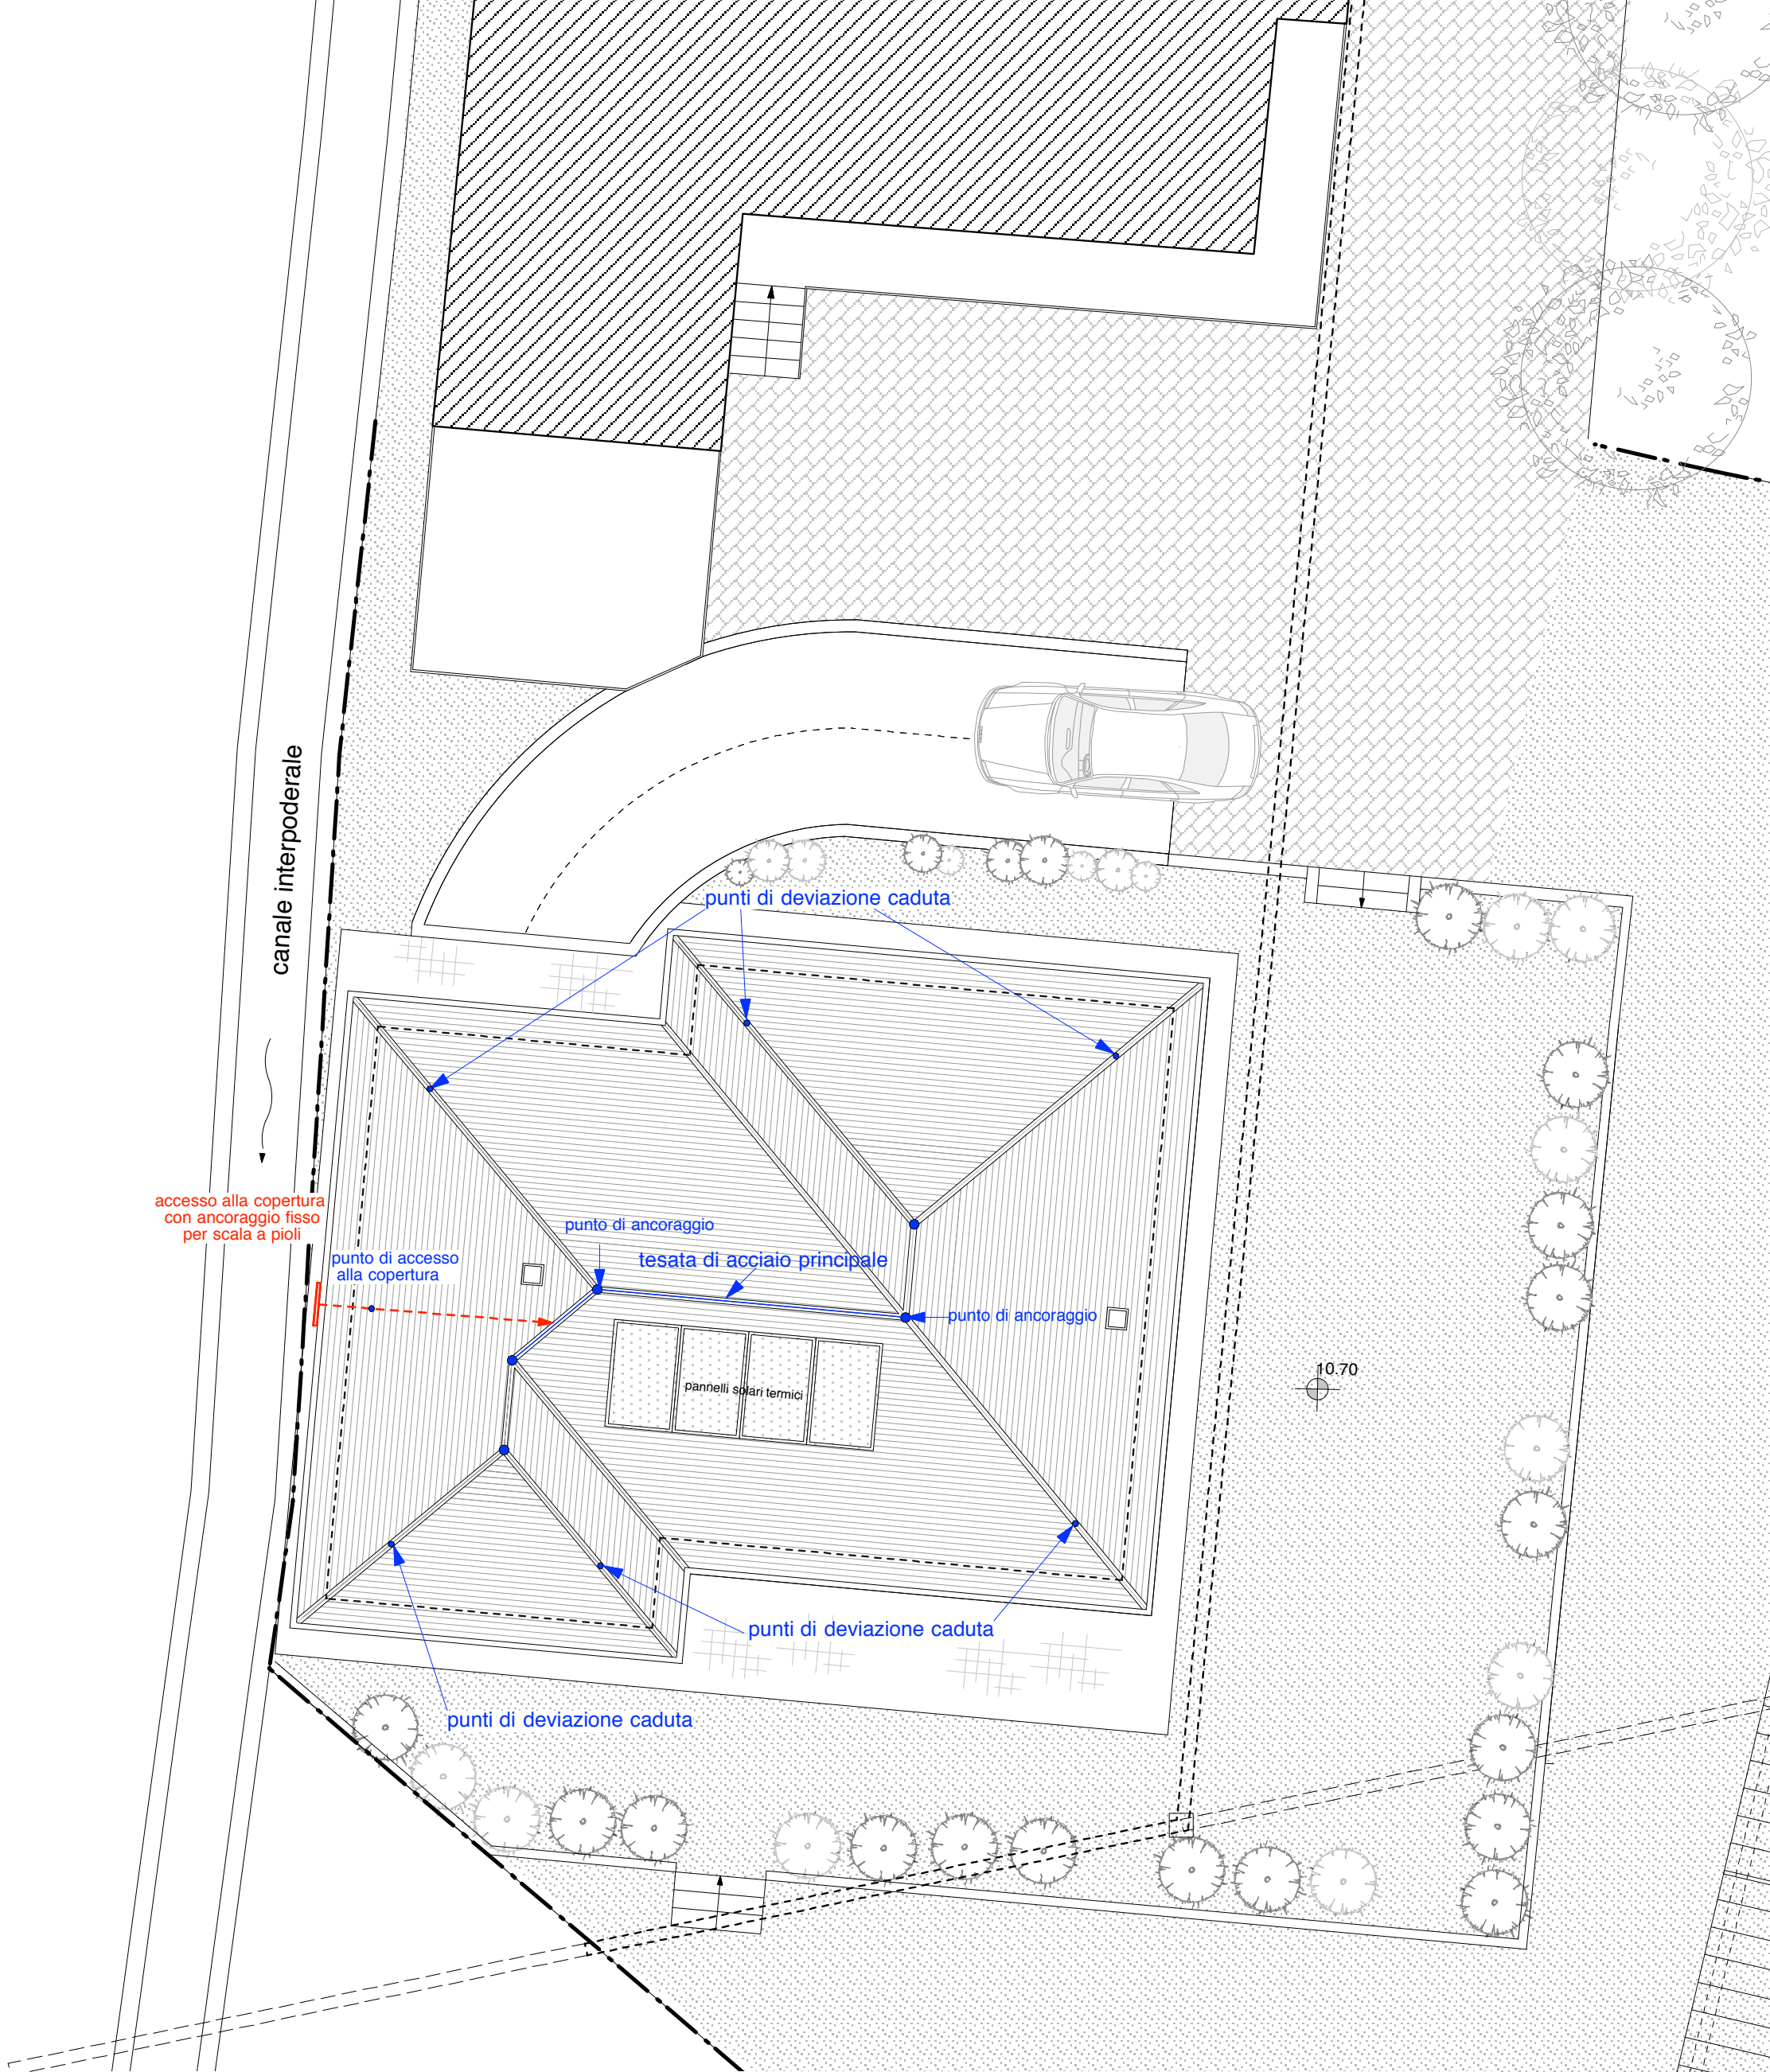 canale interpoderale
punti di deviazione caduta
accesso alla copertura
con ancoraggio fisso
per scala a pioli
punto di accesso
alla copertura
punto di ancoraggio
tesata di acciaio principale
punto di ancoraggio
10.70
pannelli solari termici
punti di deviazione caduta
punti di deviazione caduta